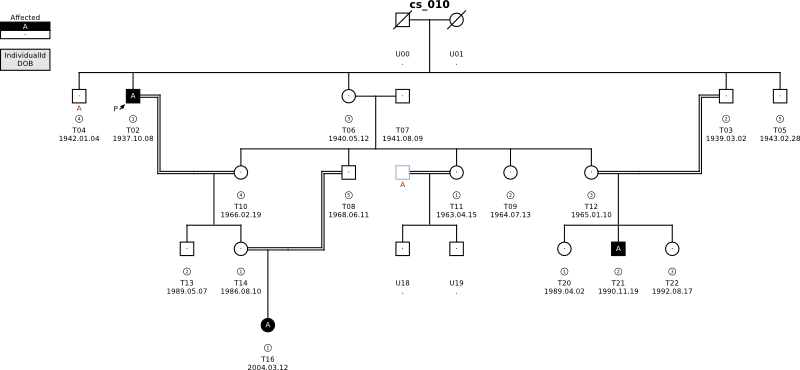 cs_010
Affected
A
.
IndividualId
DOB
U00
.
U01
.
A
P
A
4
T04
1942.01.04
1
T02
1937.10.08
3
T06
1940.05.12
T07
1941.08.09
2
T03
1939.03.02
5
T05
1943.02.28
A
4
T10
1966.02.19
5
T08
1968.06.11
1
T11
1963.04.15
2
T09
1964.07.13
3
T12
1965.01.10
A
2
T13
1989.05.07
1
T14
1986.08.10
U18
.
U19
.
1
T20
1989.04.02
2
T21
1990.11.19
3
T22
1992.08.17
A
1
T16
2004.03.12